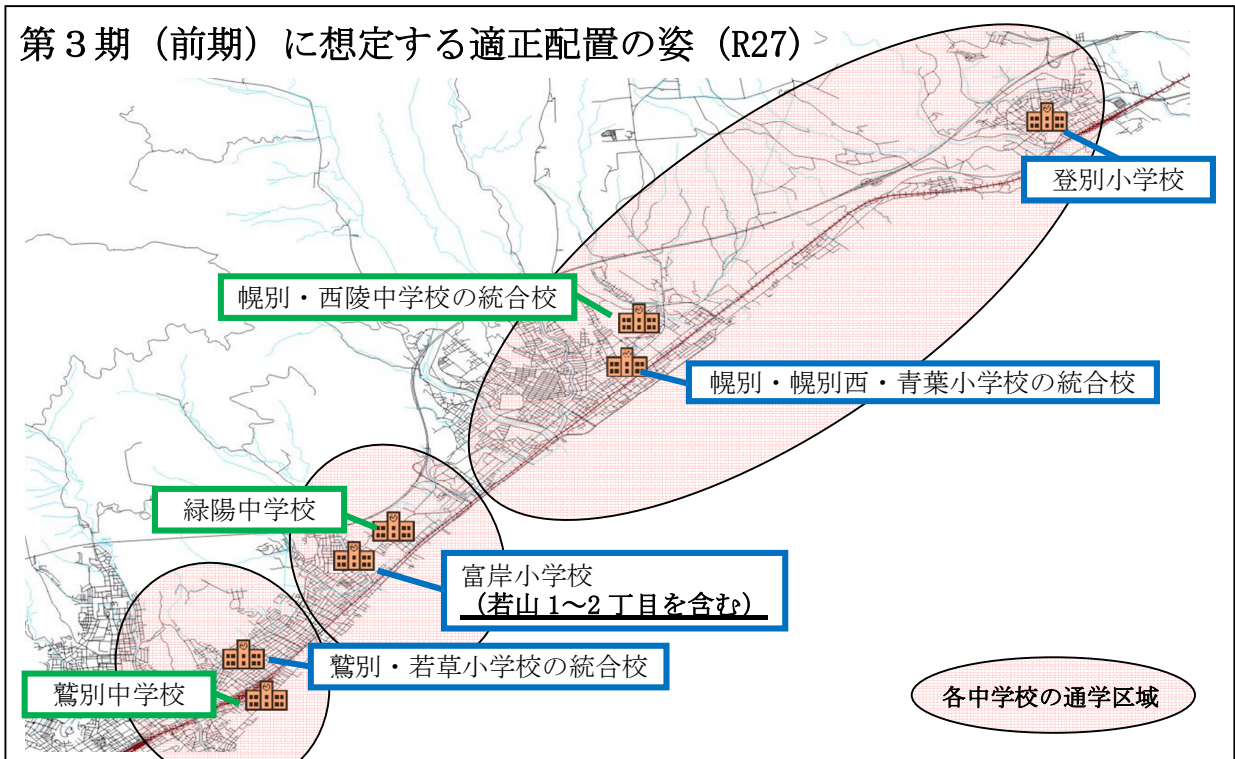 第３期（前期）に想定する適正配置の姿（R27）
登別小学校
幌別・西陵中学校の統合校
幌別・幌別西・青葉小学校の統合校
緑陽中学校
富岸小学校
（若山 1～2 丁目を含む）
鷲別・若草小学校の統合校
鷲別中学校
各中学校の通学区域